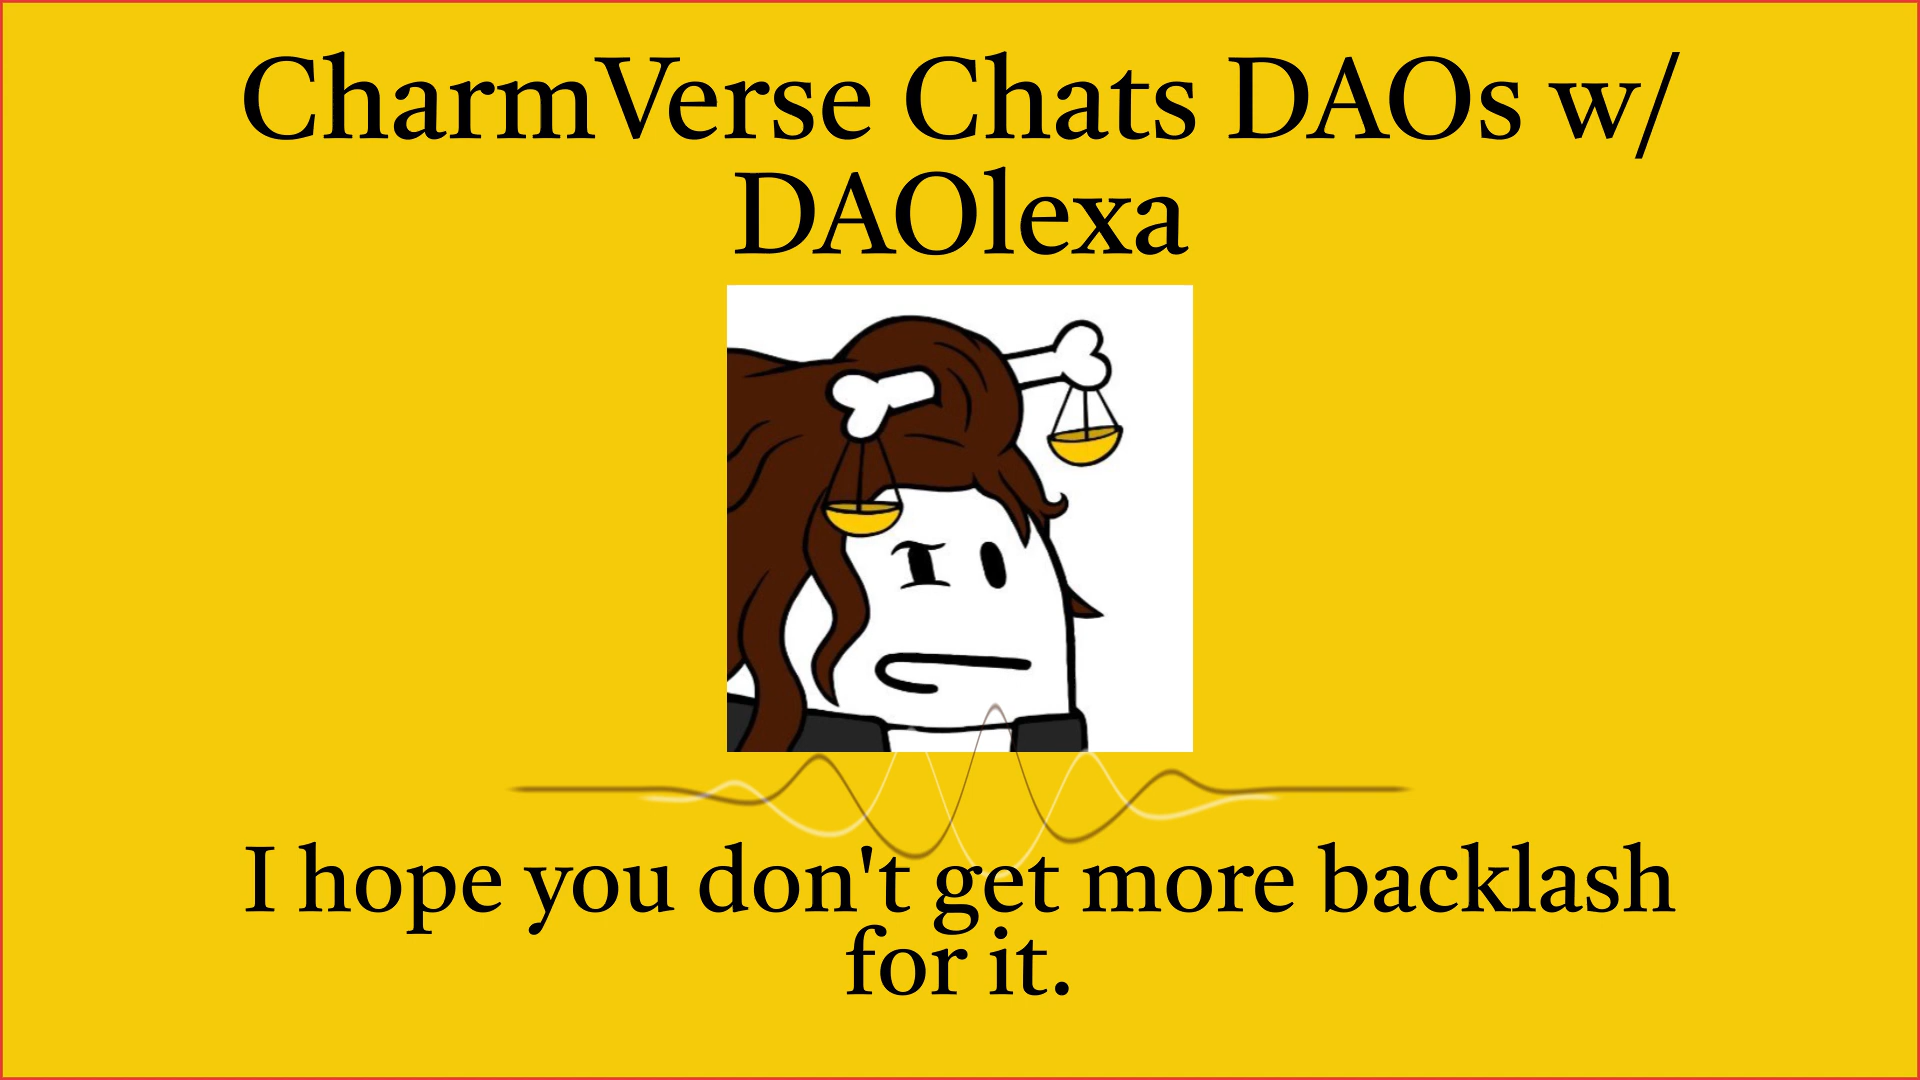 CharmVerse Chats DAOs w/
DAOlexa
I hope you don't get more backlash
for it.